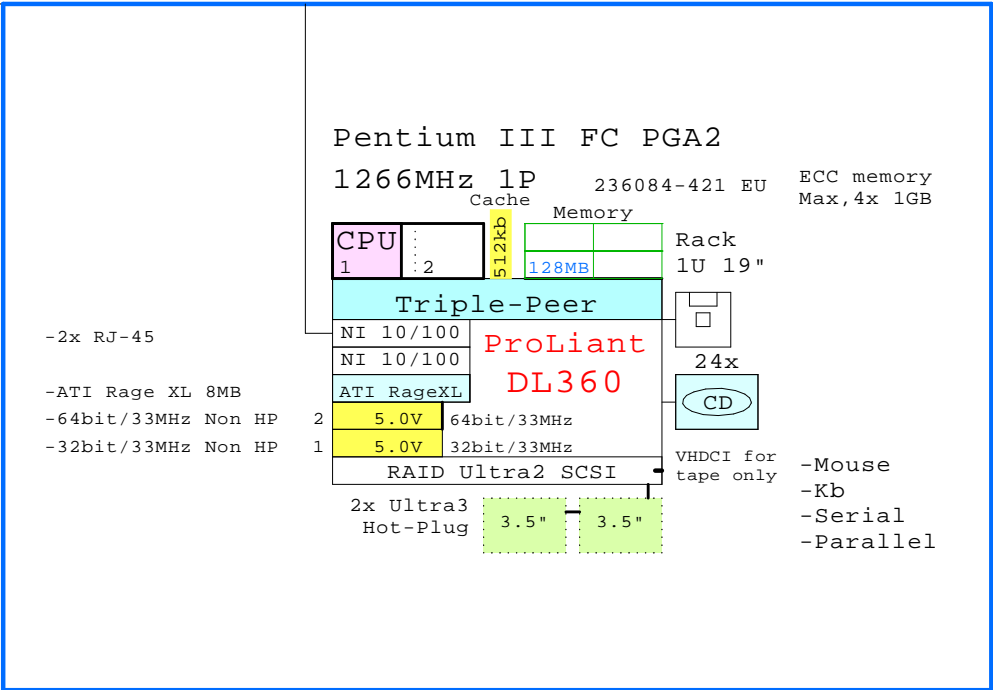 Pentium III FC PGA2
1266MHz 1P
236084-421 EU
ECC memory
Max,4x 1GB
Cache
Memory
CPU
1
2
512kb
128MB
Rack
1U 19"
Triple-Peer
-2x RJ-45
NI 10/100
NI 10/100
ProLiant
DL360
24x
-ATI Rage XL 8MB
ATI RageXL
CD
-64bit/33MHz Non HP 2
5.0V
64bit/33MHz
-32bit/33MHz Non HP 1
5.0V
32bit/33MHz
RAID Ultra2 SCSI
VHDCI for
tape only
-Mouse
-Kb
-Serial
-Parallel
2x Ultra3
Hot-Plug
3.5"
3.5"